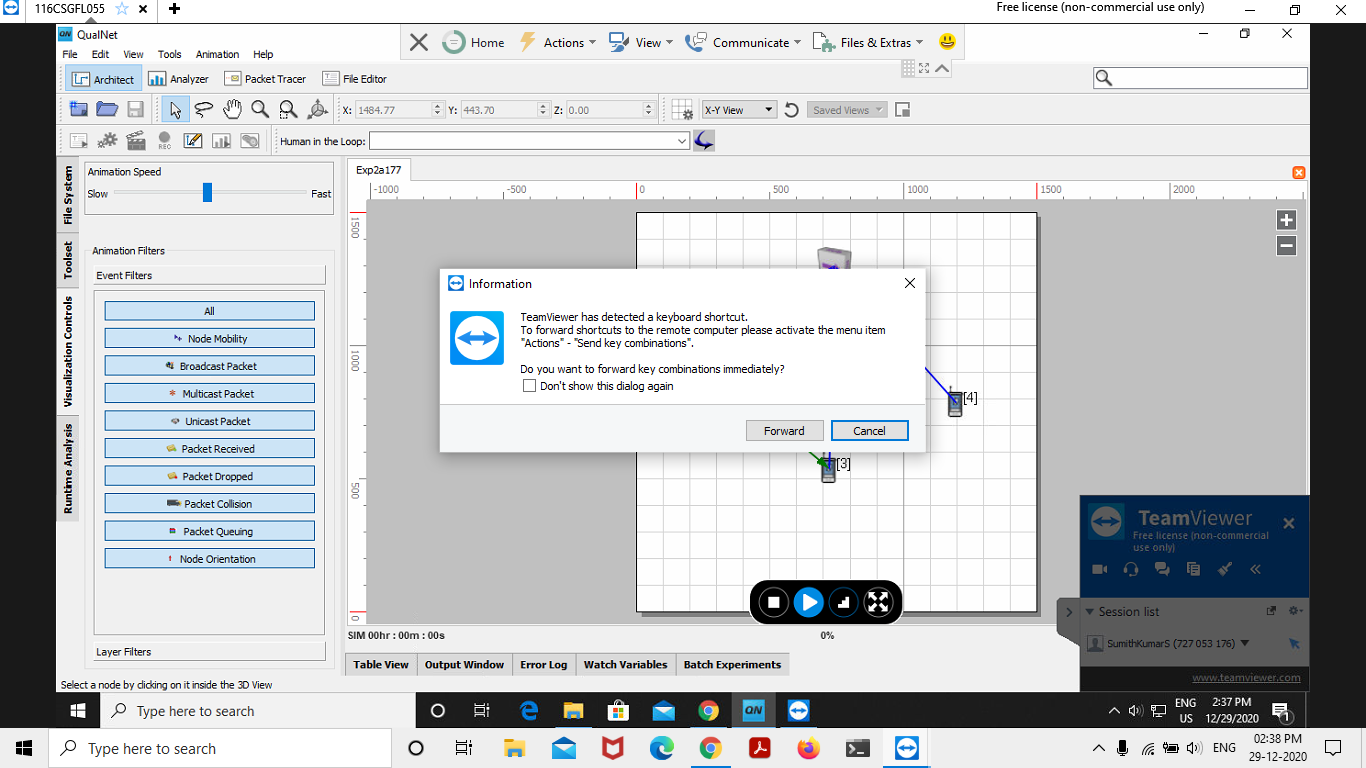 116CSGFL055
Free license (non-commercial use only)
QualNet
File Edit View Tools Animation Help
Home Actions View Communicate Files & Extras
Architect Analyzer Packet Tracer File Editor
X: 1484.77 Y: 443.70 Z: 0.00 X-Y View Saved Views
REC Human in the Loop:
File System
Toolset
Visualization Controls
Runtime Analysis
Animation Speed
Slow Fast
Animation Filters
Event Filters
All
Node Mobility
Broadcast Packet
Multicast Packet
Unicast Packet
Packet Received
Packet Dropped
Packet Collision
Packet Queuing
Node Orientation
Layer Filters
Exp2a177
-1000 -500 0 500 1000 1500 2000
1500
1000
500
0
Information
TeamViewer has detected a keyboard shortcut.
To forward shortcuts to the remote computer please activate the menu item
"Actions" - "Send key combinations".
Do you want to forward key combinations immediately?
Don't show this dialog again
Forward Cancel
[4]
[3]
TeamViewer
Free license (non-commercial
use only)
Session list
SumithKumarS (727 053 176)
www.teamviewer.com
SIM 00hr : 00m : 00s 0%
Table View Output Window Error Log Watch Variables Batch Experiments
Select a node by clicking on it inside the 3D View
Type here to search QN ENG
US
2:37 PM
12/29/2020
1
Type here to search ENG
02:38 PM
29-12-2020